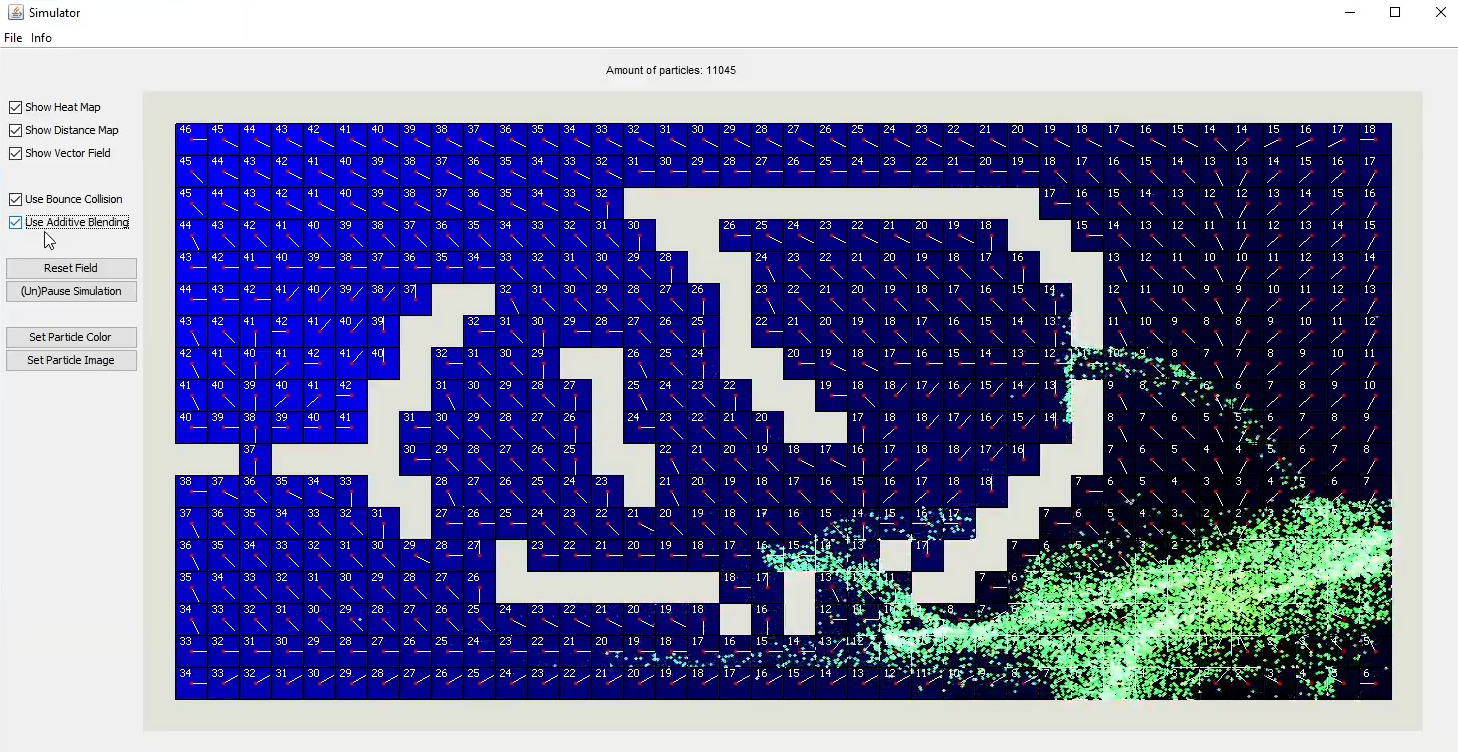 Simulator
File Info
Amount of particles: 11045
Show Heat Map
Show Distance Map
Show Vector Field
Use Bounce Collision
Use Additive Blending
Reset Field
(Un)Pause Simulation
Set Particle Color
Set Particle Image
46 45 44 43 42 41 40 39 38 37 36 35 34 33 32 31 30 29 28 27 26 25 24 23 22 21 20 19 18 17 16 15 14 14 15 16 17 18
45 44 43 42 41 40 39 38 37 36 35 34 33 32 31 30 29 28 27 26 25 24 23 22 21 20 19 18 17 16 15 14 13 13 14 15 16 17
45 44 43 42 41 40 39 38 37 36 35 34 33 32 17 16 15 14 13 12 12 13 14 15 16
44 43 42 41 40 39 38 37 36 35 34 33 32 31 30 26 25 24 23 22 21 20 19 18 15 14 13 12 11 11 12 13 14 15
43 42 41 40 39 38 37 36 35 34 33 32 31 30 29 28 24 23 22 21 20 19 18 17 16 13 12 11 10 10 11 12 13 14
44 43 42 41 40 39 38 37 32 31 30 29 28 27 26 23 22 21 20 19 18 17 16 15 14 12 11 10 9 9 10 11 12 13
43 42 41 42 41 40 39 32 31 30 29 28 27 26 25 22 21 20 19 18 17 16 15 14 13 11 10 9 8 8 9 10 11 12
42 41 40 41 42 41 40 32 31 30 29 26 25 24 20 19 18 17 16 15 14 13 12 11 10 9 8 7 7 8 9 10 11
41 40 39 40 41 42 31 30 29 28 27 25 24 23 22 19 18 18 17 16 15 14 13 9 8 7 6 6 7 8 9 10
40 39 38 39 40 41 31 30 29 28 27 26 24 23 22 21 20 17 18 18 17 16 15 14 8 7 6 5 5 6 7 8 9
37 30 29 28 27 26 25 22 21 20 19 18 17 16 17 18 17 16 7 6 5 4 4 5 6 7 8
38 37 36 35 34 33 28 27 26 25 24 23 21 20 19 18 17 16 15 16 17 18 7 6 5 4 3 3 4 5 6 7
37 36 35 34 33 32 31 27 26 25 24 23 22 21 20 19 18 17 16 15 14 15 16 17 7 6 5 4 3
36 35 34 33 32 31 30 29 28 27 23 22 21 20 19 18 17 16 15 14 13 17 7 6
35 34 33 32 31 30 29 28 27 26 18 17 13 12 11 7 6
34 33 32 31 30 29 28 27 26 25 24 23 22 21 20 19 18 16 12 11 8 7
33 32 31 30 29 28 27 26 25 24 23 22 21 20 19 18 17 16 15 14 13 12
34 33 32 31 30 29 28 27 26 25 24 23 22 21 20 19 18 17 16 15 14 13 12 11 10 9 8 7 6